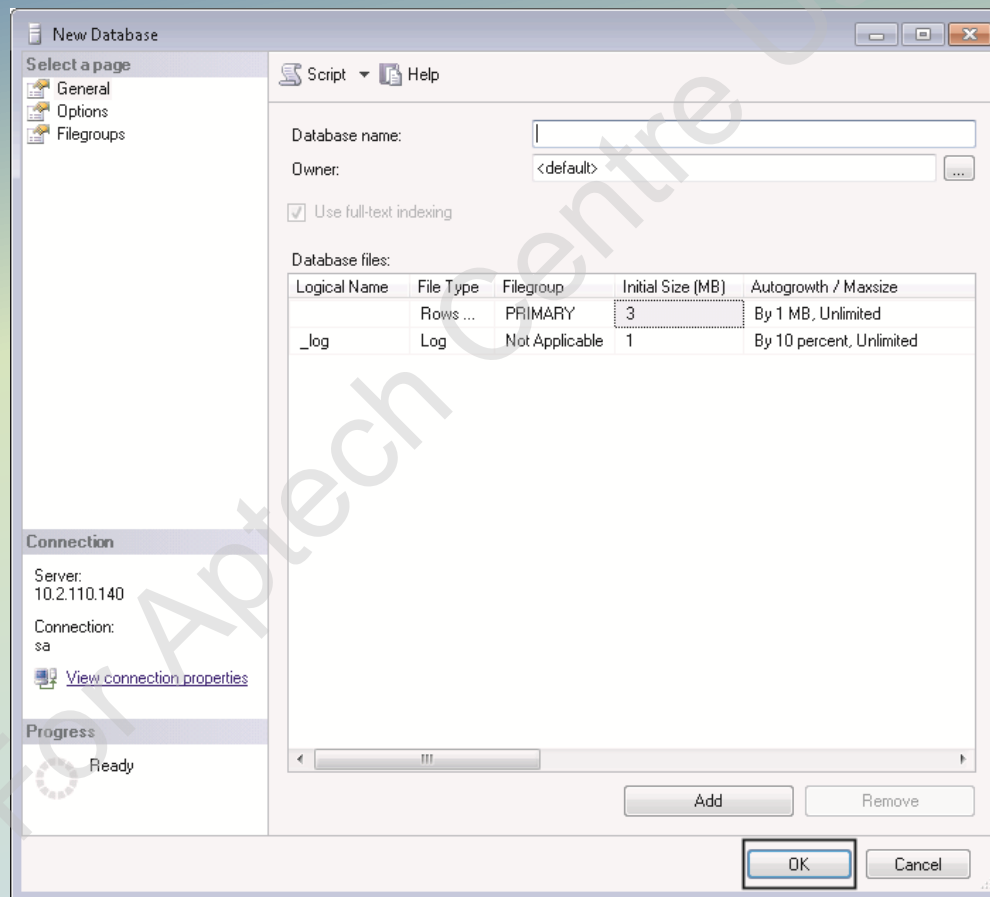 New Database
Select a page
General
Options
Filegroups
Script Help
Database name:
Owner: <default> ...
Use full-text indexing
Database files:
Logical Name File Type Filegroup Initial Size (MB) Autogrowth / Maxsize
Rows ... PRIMARY 3 By 1 MB, Unlimited
_log Log Not Applicable 1 By 10 percent, Unlimited
Connection
Server:
10.2.110.140
Connection:
sa
View connection properties
Progress
Ready
Add Remove
OK Cancel
For Aptech Centre